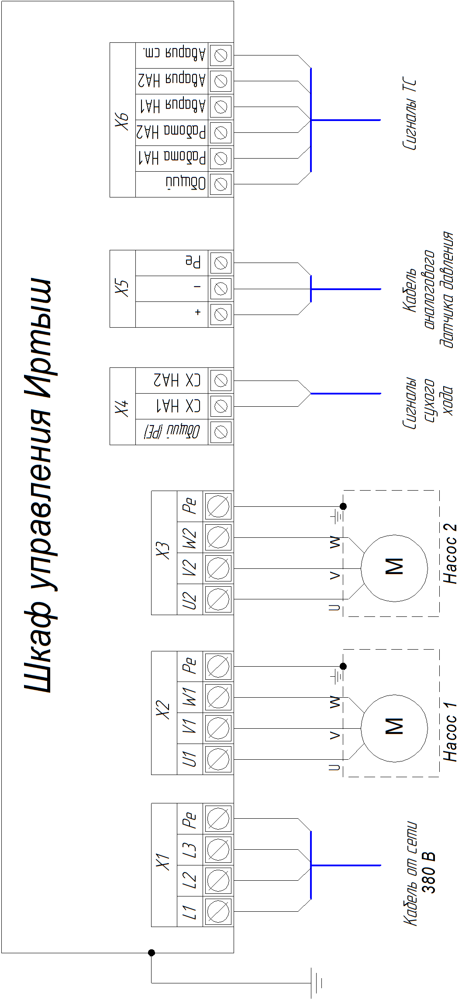 Шкаф управления Иртыш
X1
L1
L2
L3
Pe
X2
U1
V1
W1
Pe
X3
U2
V2
W2
Pe
X4
Общий (PE)
СХ НА1
СХ НА2
X5
+
−
Pe
X6
Общий
Работа НА1
Работа НА2
Авария НА1
Авария НА2
Авария ст.
U
V
W
M
U
V
W
M
Кабель от сети
380 В
Насос 1
Насос 2
Сигналы
сухого
хода
Кабель
аналогового
датчика давления
Сигналы ТС